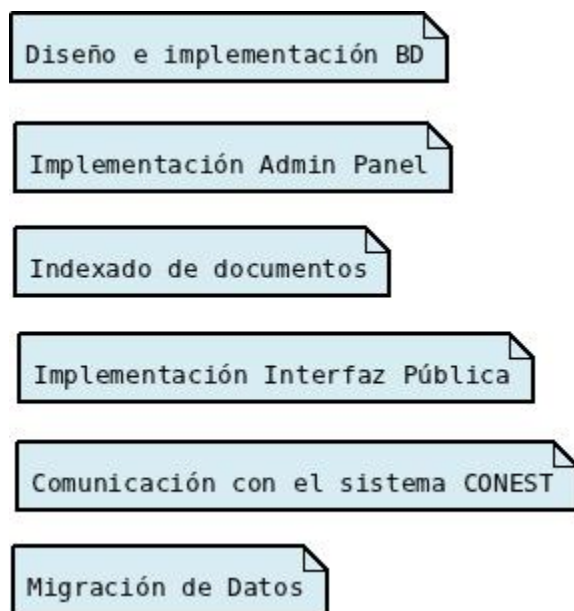 Diseño e implementación BD
Implementación Admin Panel
Indexado de documentos
Implementación Interfaz Pública
Comunicación con el sistema CONEST
Migración de Datos